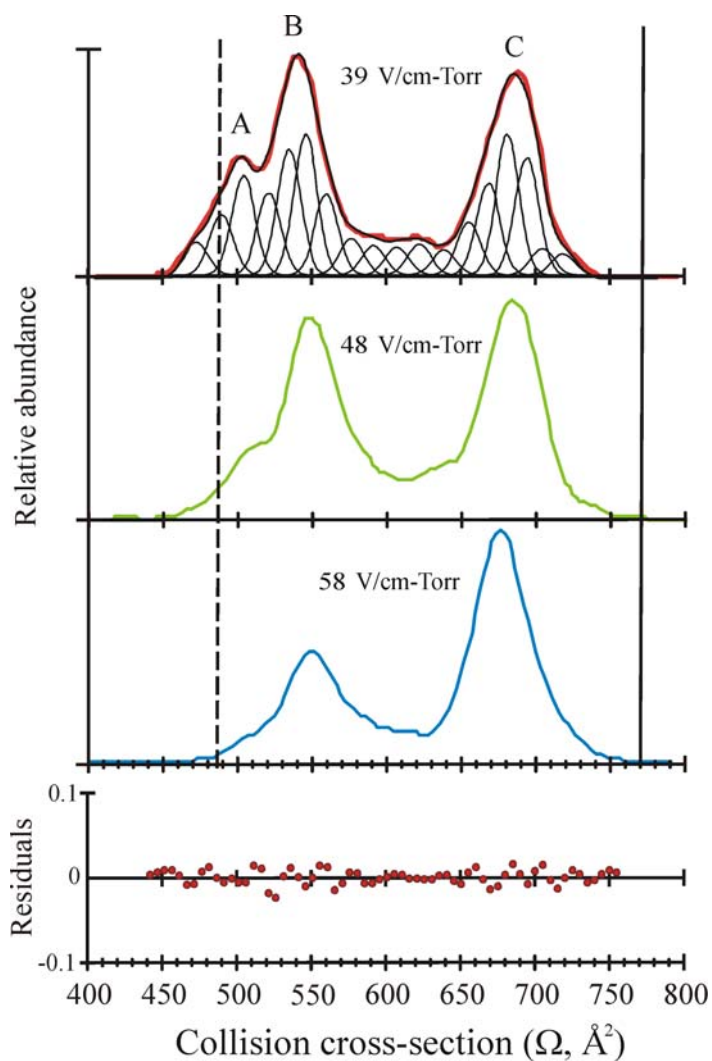 B
39 V/cm-Torr
C
A
48 V/cm-Torr
Relative abundance
58 V/cm-Torr
0.1
0
-0.1
Residuals
400 450 500 550 600 650 700 750 800
Collision cross-section (Ω, Å²)